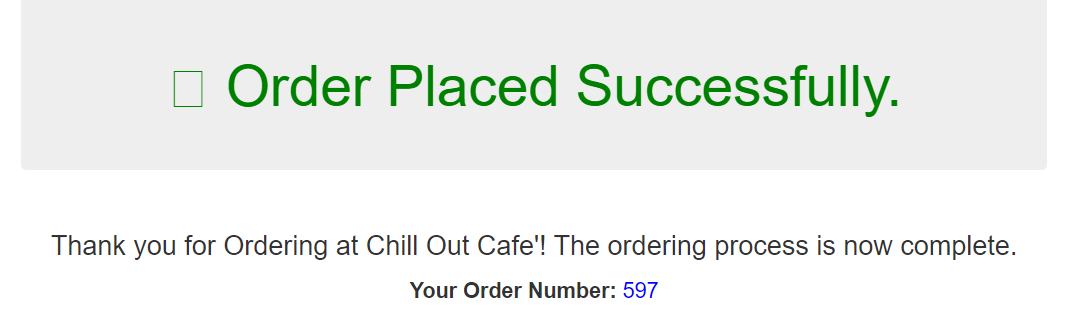 Order Placed Successfully.
Thank you for Ordering at Chill Out Cafe'! The ordering process is now complete.
Your Order Number: 597